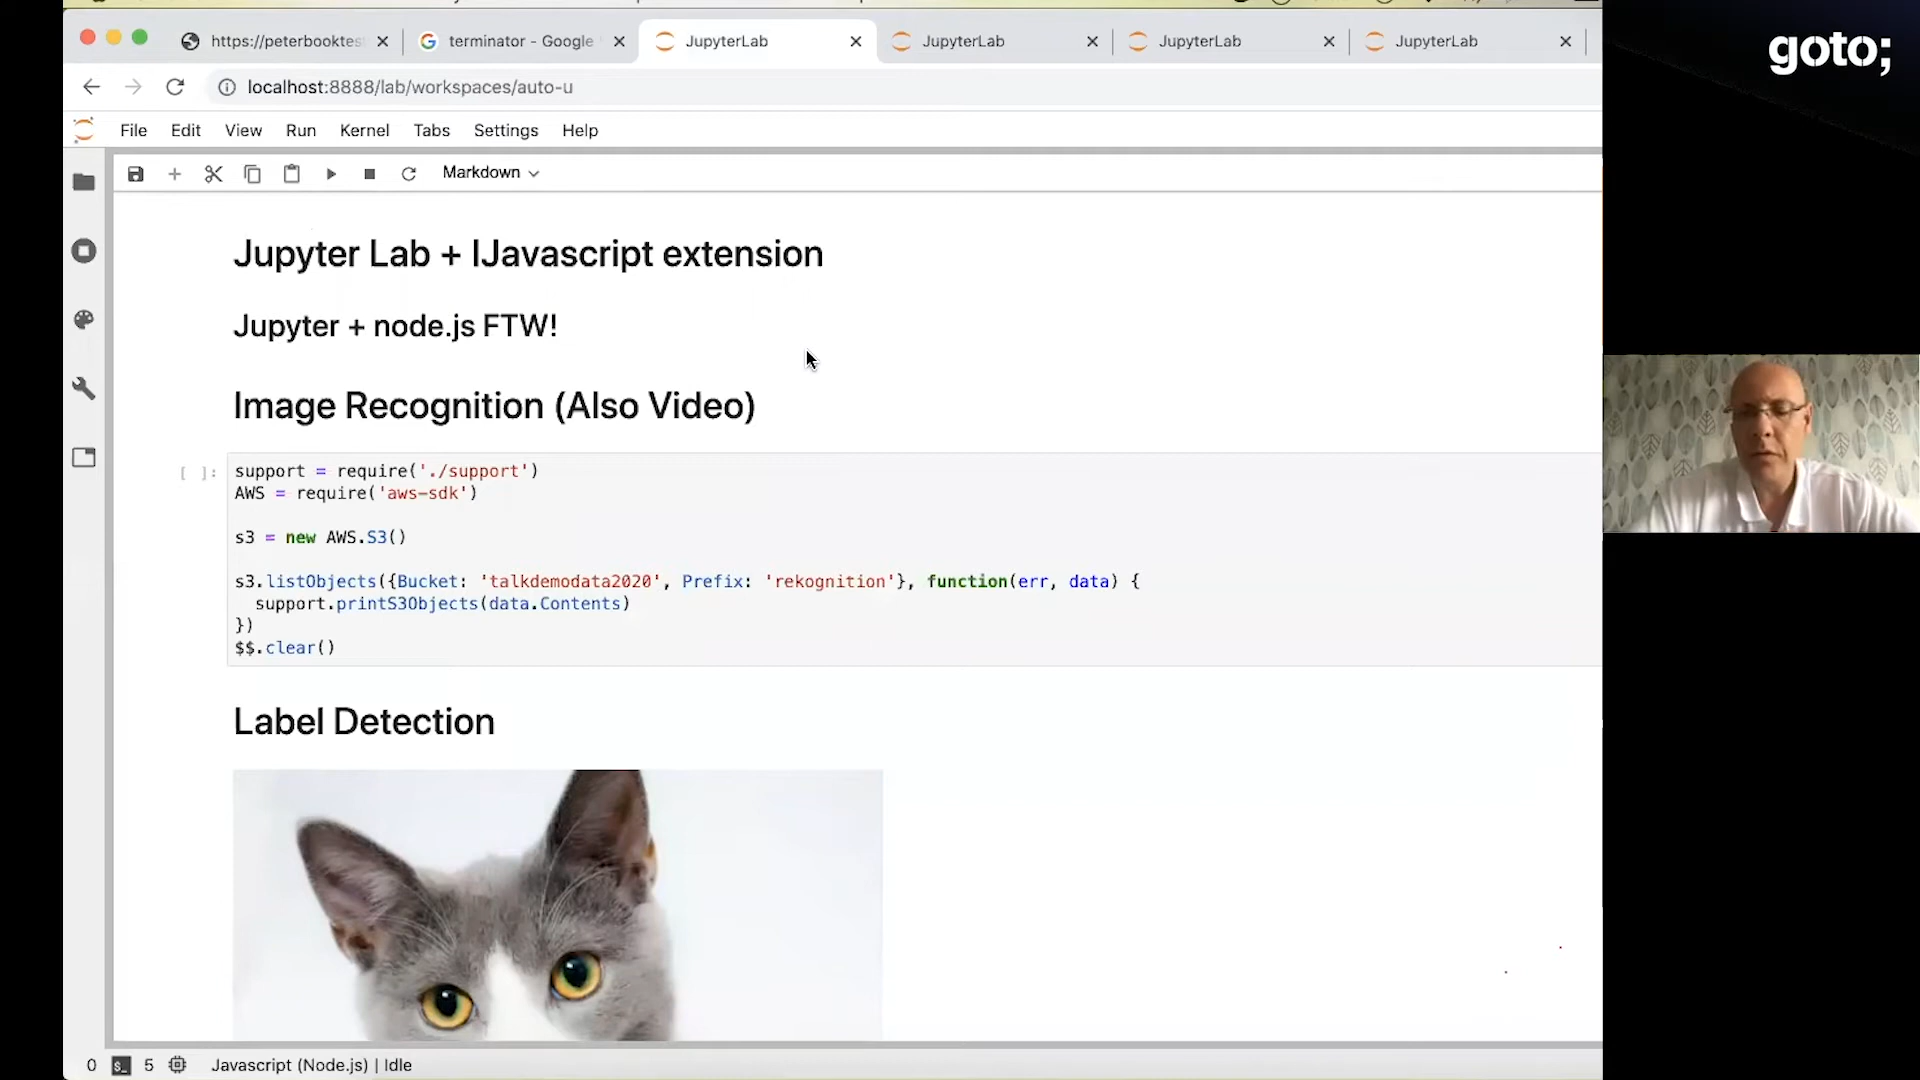 goto;
https://peterbooktes
terminator - Google
JupyterLab
JupyterLab
JupyterLab
JupyterLab
localhost:8888/lab/workspaces/auto-u
File Edit View Run Kernel Tabs Settings Help
Markdown
Jupyter Lab + IJavascript extension
Jupyter + node.js FTW!
Image Recognition (Also Video)
[ ]:
support = require('./support')
AWS = require('aws-sdk')
s3 = new AWS.S3()
s3.listObjects({Bucket: 'talkdemodata2020', Prefix: 'rekognition'}, function(err, data) {
support.printS3Objects(data.Contents)
})
$$.clear()
Label Detection
0 $_ 5 Javascript (Node.js) | Idle